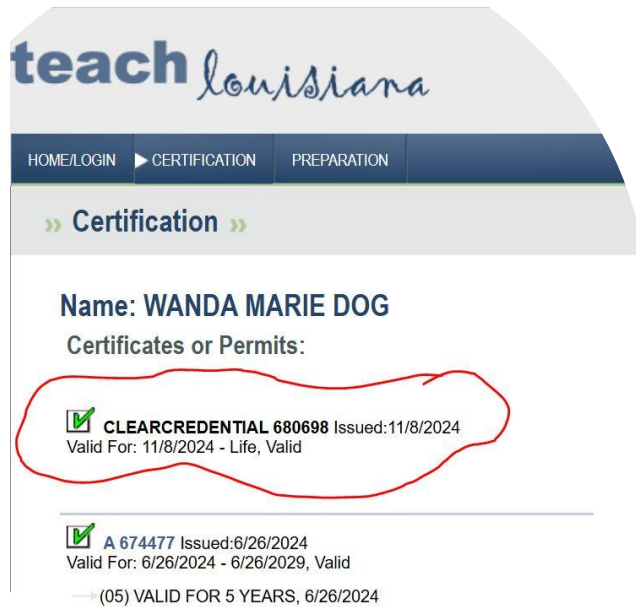 teach louisiana
HOME/LOGIN CERTIFICATION PREPARATION
Certification
Name: WANDA MARIE DOG
Certificates or Permits:
CLEARCREDENTIAL 680698 Issued:11/8/2024
Valid For: 11/8/2024 - Life, Valid
A 674477 Issued:6/26/2024
Valid For: 6/26/2024 - 6/26/2029, Valid
(05) VALID FOR 5 YEARS, 6/26/2024